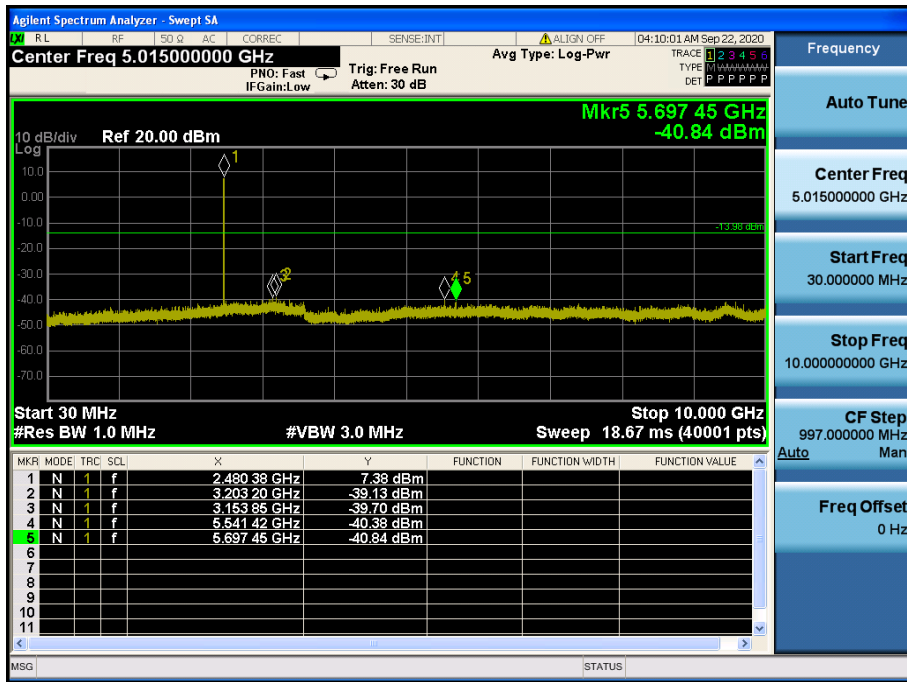 Agilent Spectrum Analyzer - Swept SA
LXI RL RF 50 Ω AC CORREC SENSE:INT ALIGN OFF 04:10:01 AM Sep 22, 2020
Center Freq 5.015000000 GHz
PNO: Fast
IFGain:Low
Trig: Free Run
Atten: 30 dB
Avg Type: Log-Pwr
TRACE 1 2 3 4 5 6
TYPE M
DET P P P P P P
Mkr5 5.697 45 GHz
-40.84 dBm
10 dB/div Ref 20.00 dBm
Log
10.0
0.00
-10.0
-20.0
-30.0
-40.0
-50.0
-60.0
-70.0
1
-13.98 dBm
3 2
4 5
Start 30 MHz Stop 10.000 GHz
#Res BW 1.0 MHz #VBW 3.0 MHz Sweep 18.67 ms (40001 pts)
MKR MODE TRC SCL X Y FUNCTION FUNCTION WIDTH FUNCTION VALUE
1 N 1 f 2.480 38 GHz 7.38 dBm
2 N 1 f 3.203 20 GHz -39.13 dBm
3 N 1 f 3.153 85 GHz -39.70 dBm
4 N 1 f 5.541 42 GHz -40.38 dBm
5 N 1 f 5.697 45 GHz -40.84 dBm
6
7
8
9
10
11
MSG STATUS
Frequency
Auto Tune
Center Freq
5.015000000 GHz
Start Freq
30.000000 MHz
Stop Freq
10.000000000 GHz
CF Step
997.000000 MHz
Auto Man
Freq Offset
0 Hz